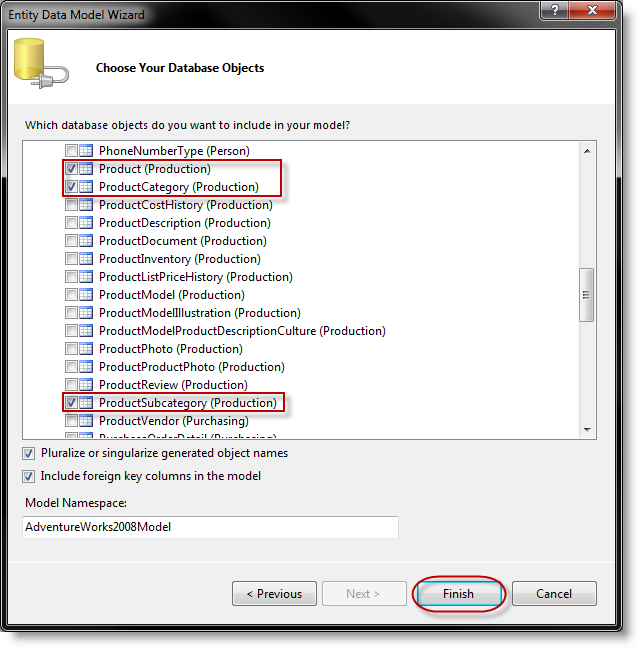 Entity Data Model Wizard
?
Choose Your Database Objects
Which database objects do you want to include in your model?
PhoneNumberType (Person)
Product (Production)
ProductCategory (Production)
ProductCostHistory (Production)
ProductDescription (Production)
ProductDocument (Production)
ProductInventory (Production)
ProductListPriceHistory (Production)
ProductModel (Production)
ProductModelIllustration (Production)
ProductModelProductDescriptionCulture (Production)
ProductPhoto (Production)
ProductProductPhoto (Production)
ProductReview (Production)
ProductSubcategory (Production)
ProductVendor (Purchasing)
PurchaseOrderDetail (Purchasing)
Pluralize or singularize generated object names
Include foreign key columns in the model
Model Namespace:
AdventureWorks2008Model
< Previous
Next >
Finish
Cancel